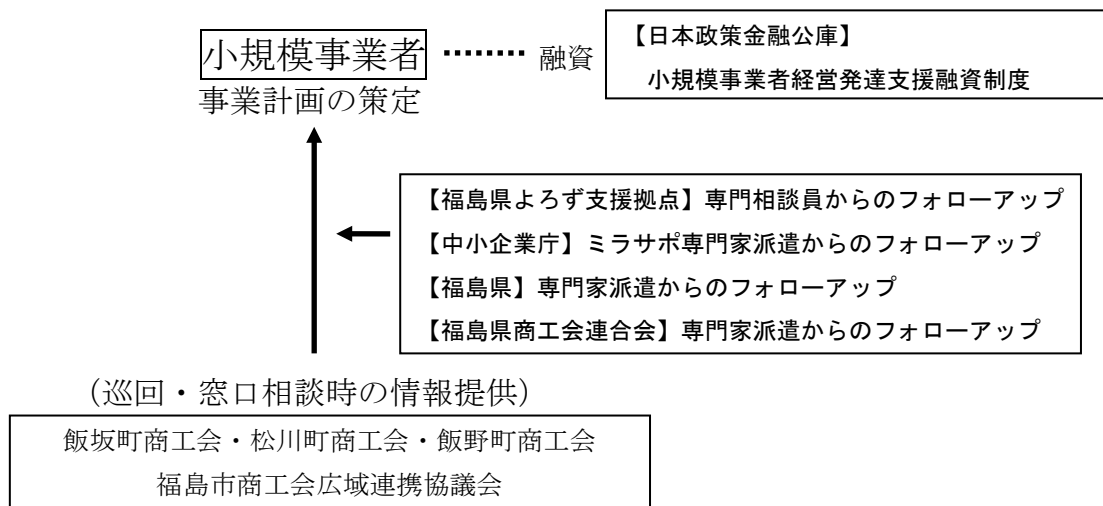 小規模事業者 ········ 融資
【日本政策金融公庫】
小規模事業者経営発達支援融資制度
事業計画の策定
【福島県よろず支援拠点】専門相談員からのフォローアップ
【中小企業庁】ミラサポ専門家派遣からのフォローアップ
【福島県】専門家派遣からのフォローアップ
【福島県商工会連合会】専門家派遣からのフォローアップ
（巡回・窓口相談時の情報提供）
飯坂町商工会・松川町商工会・飯野町商工会
福島市商工会広域連携協議会